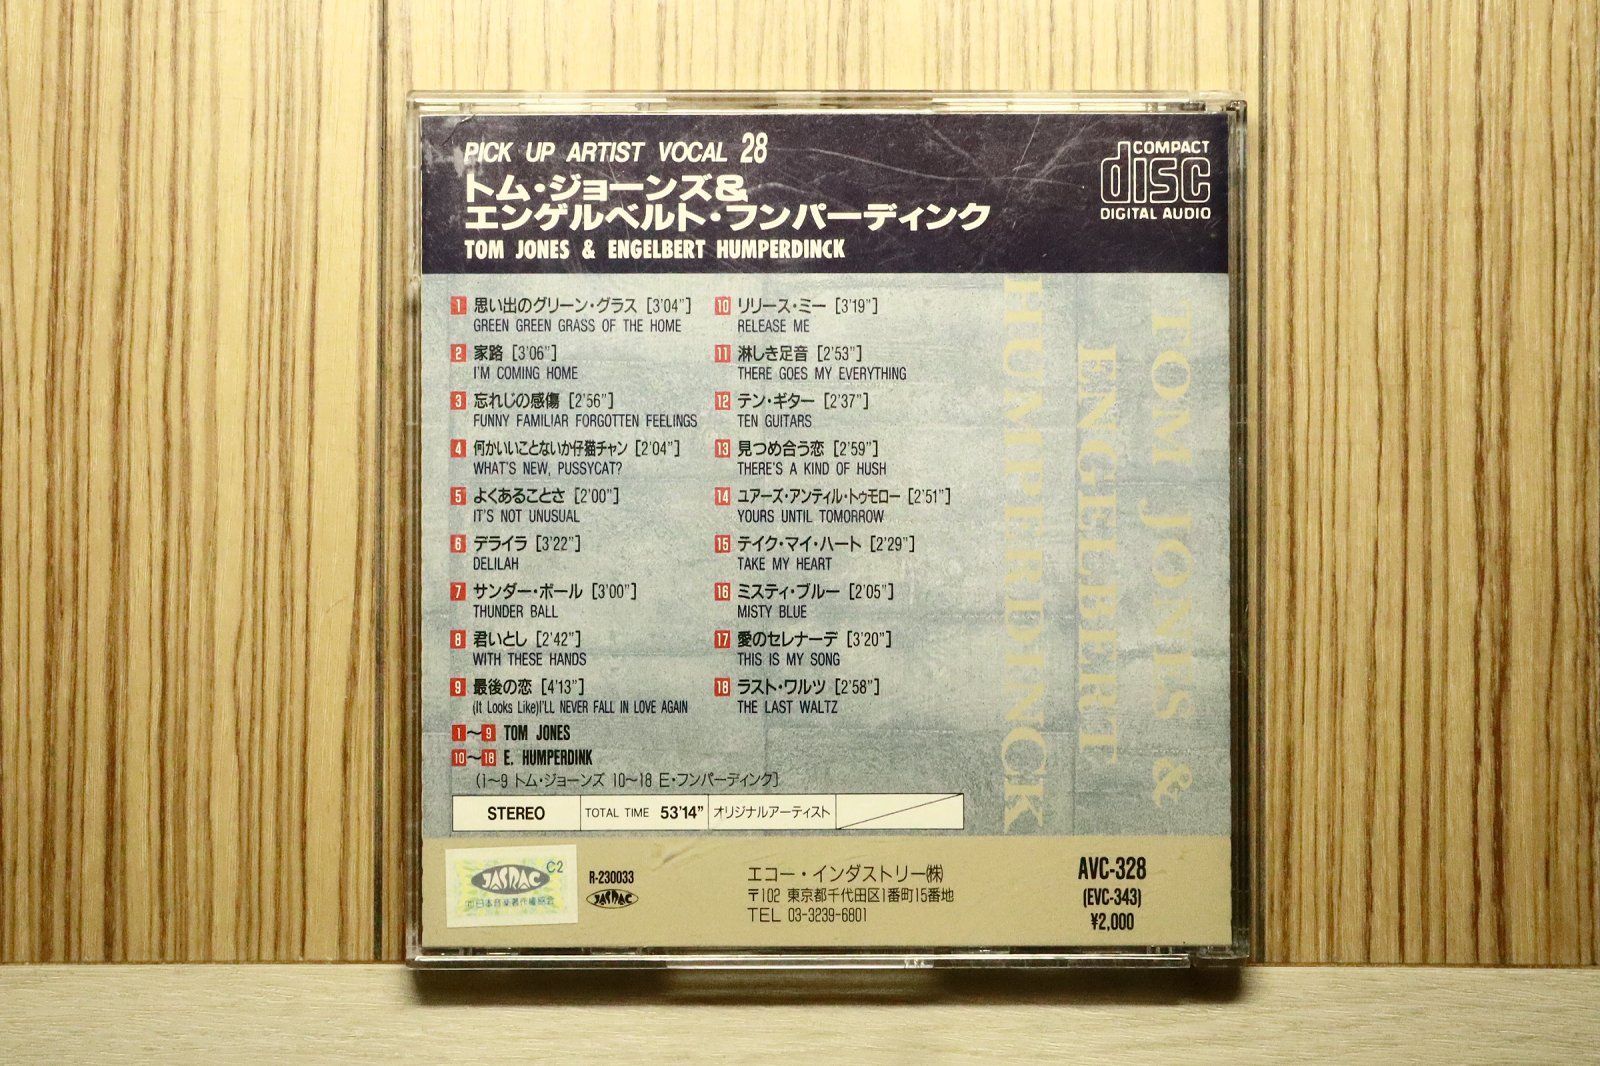 PICK UP ARTIST VOCAL 28
トム・ジョーンズ&
エンゲルベルト・フンパーディンク
TOM JONES & ENGELBERT HUMPERDINCK
COMPACT
disc
DIGITAL AUDIO
1 思い出のグリーン・グラス [3'04"]
GREEN GREEN GRASS OF THE HOME
2 家路 [3'06"]
I'M COMING HOME
3 忘れじの感傷 [2'56"]
FUNNY FAMILIAR FORGOTTEN FEELINGS
4 何かいいことないか仔猫チャン [2'04"]
WHAT'S NEW, PUSSYCAT?
5 よくあることさ [2'00"]
IT'S NOT UNUSUAL
6 デライラ [3'22"]
DELILAH
7 サンダー・ボール [3'00"]
THUNDER BALL
8 君いとし [2'42"]
WITH THESE HANDS
9 最後の恋 [4'13"]
(It Looks Like)I'LL NEVER FALL IN LOVE AGAIN
1〜9 TOM JONES
10〜18 E. HUMPERDINK
(1〜9 トム・ジョーンズ 10〜18 E・フンパーディンク]
10 リリース・ミー [3'19"]
RELEASE ME
11 淋しき足音 [2'53"]
THERE GOES MY EVERYTHING
12 テン・ギター [2'37"]
TEN GUITARS
13 見つめ合う恋 [2'59"]
THERE'S A KIND OF HUSH
14 ユアーズ・アンティル・トゥモロー [2'51"]
YOURS UNTIL TOMORROW
15 テイク・マイ・ハート [2'29"]
TAKE MY HEART
16 ミスティ・ブルー [2'05"]
MISTY BLUE
17 愛のセレナーデ [3'20"]
THIS IS MY SONG
18 ラスト・ワルツ [2'58"]
THE LAST WALTZ
TOM JONES &
ENGELBERT
HUMPERDINCK
STEREO
TOTAL TIME 53'14"
オリジナルアーティスト
C2
JASRAC
日本音楽著作権協会
R-230033
JASRAC
エコー・インダストリー㈱
〒102 東京都千代田区1番町15番地
TEL 03-3239-6801
AVC-328
(EVC-343)
¥2,000